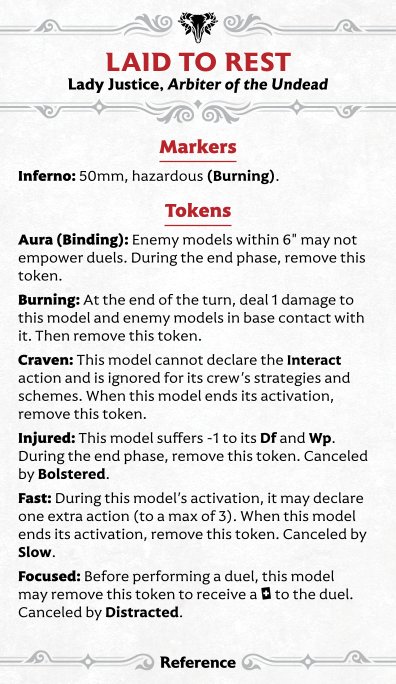 LAID TO REST
Lady Justice, Arbiter of the Undead
Markers
Inferno: 50mm, hazardous (Burning).
Tokens
Aura (Binding): Enemy models within 6" may not
empower duels. During the end phase, remove this
token.
Burning: At the end of the turn, deal 1 damage to
this model and enemy models in base contact with
it. Then remove this token.
Craven: This model cannot declare the Interact
action and is ignored for its crew's strategies and
schemes. When this model ends its activation,
remove this token.
Injured: This model suffers -1 to its Df and Wp.
During the end phase, remove this token. Canceled
by Bolstered.
Fast: During this model's activation, it may declare
one extra action (to a max of 3). When this model
ends its activation, remove this token. Canceled by
Slow.
Focused: Before performing a duel, this model
may remove this token to receive a to the duel.
Canceled by Distracted.
Reference